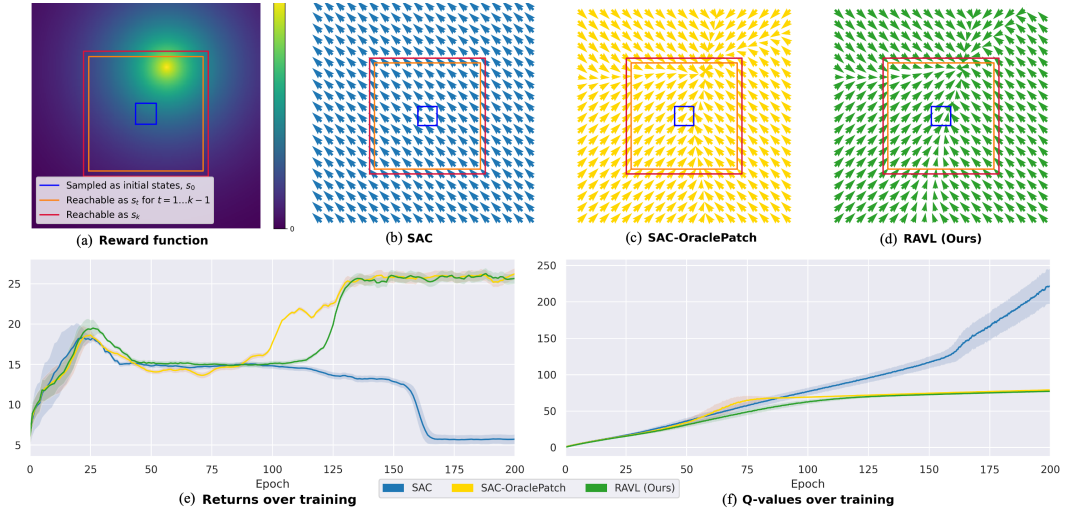 0
Sampled as initial states, s₀
Reachable as sₜ for t = 1...k − 1
Reachable as sₖ
(a) Reward function
(b) SAC
(c) SAC-OraclePatch
(d) RAVL (Ours)
25
20
15
10
5
0 25 50 75 100 125 150 175 200
Epoch
(e) Returns over training
250
200
150
100
50
0
0 25 50 75 100 125 150 175 200
Epoch
(f) Q-values over training
SAC SAC-OraclePatch RAVL (Ours)